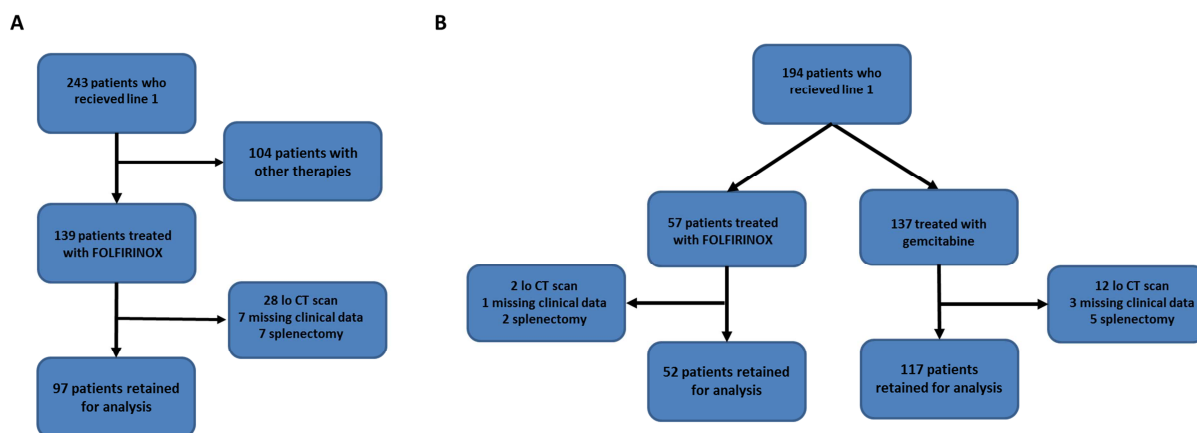 A
243 patients who
recieved line 1
104 patients with
other therapies
139 patients treated
with FOLFIRINOX
28 lo CT scan
7 missing clinical data
7 splenectomy
97 patients retained
for analysis
B
194 patients who
recieved line 1
57 patients treated
with FOLFIRINOX
137 treated with
gemcitabine
2 lo CT scan
1 missing clinical data
2 splenectomy
12 lo CT scan
3 missing clinical data
5 splenectomy
52 patients retained
for analysis
117 patients
retained for analysis